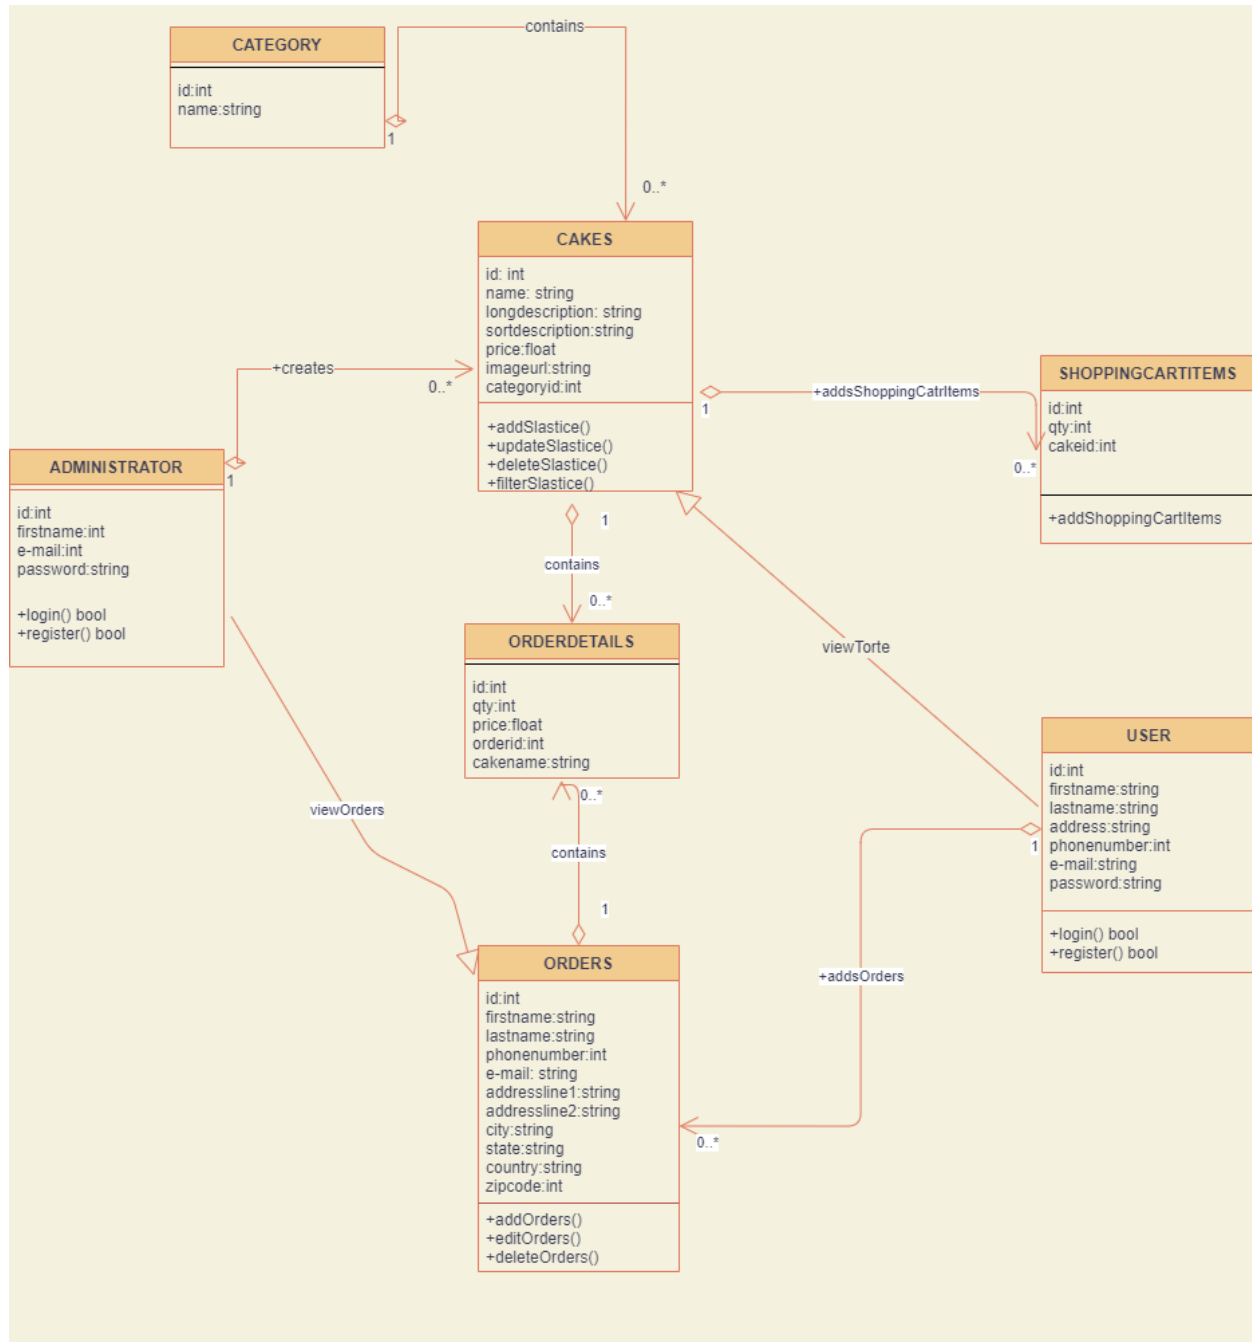 contains
CATEGORY
id:int
name:string
1
0..*
CAKES
id: int
name: string
longdescription: string
sortdescription:string
price:float
imageurl:string
categoryid:int
+addSlastice()
+updateSlastice()
+deleteSlastice()
+filterSlastice()
+creates
0..*
1
+addsShoppingCatrItems
1
0..*
SHOPPINGCARTITEMS
id:int
qty:int
cakeid:int
+addShoppingCartItems
ADMINISTRATOR
id:int
firstname:int
e-mail:int
password:string
+login() bool
+register() bool
1
contains
0..*
ORDERDETAILS
id:int
qty:int
price:float
orderid:int
cakename:string
viewTorte
USER
id:int
firstname:string
lastname:string
address:string
phonenumber:int
e-mail:string
password:string
+login() bool
+register() bool
viewOrders
0..*
contains
1
1
+addsOrders
0..*
ORDERS
id:int
firstname:string
lastname:string
phonenumber:int
e-mail: string
addressline1:string
addressline2:string
city:string
state:string
country:string
zipcode:int
+addOrders()
+editOrders()
+deleteOrders()